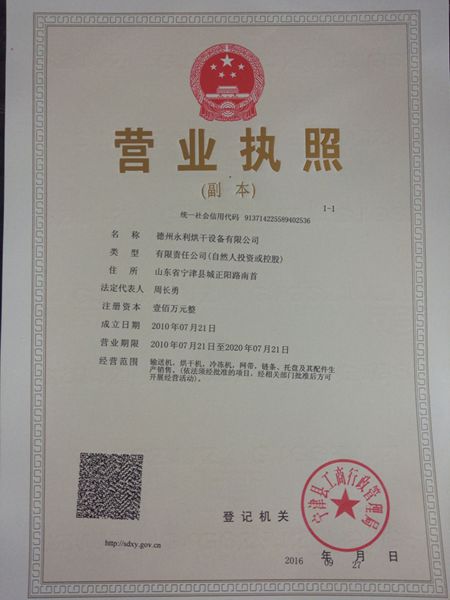 营业执照
(副 本)
1-1
统一社会信用代码 913714225589402536
名 称 德州永利烘干设备有限公司
类 型 有限责任公司(自然人投资或控股)
住 所 山东省宁津县城正阳路南首
法定代表人 周长勇
注册资本 壹佰万元整
成立日期 2010年07月21日
营业期限 2010年07月21日至2020年07月21日
经营范围 输送机，烘干机，冷冻机，网带，链条、托盘及其配件生
产销售。(依法须经批准的项目，经相关部门批准后方可
开展经营活动)。
宁津县工商行政管理局
登记机关
http://sdxy.gov.cn
2016 年 09 月 27 日